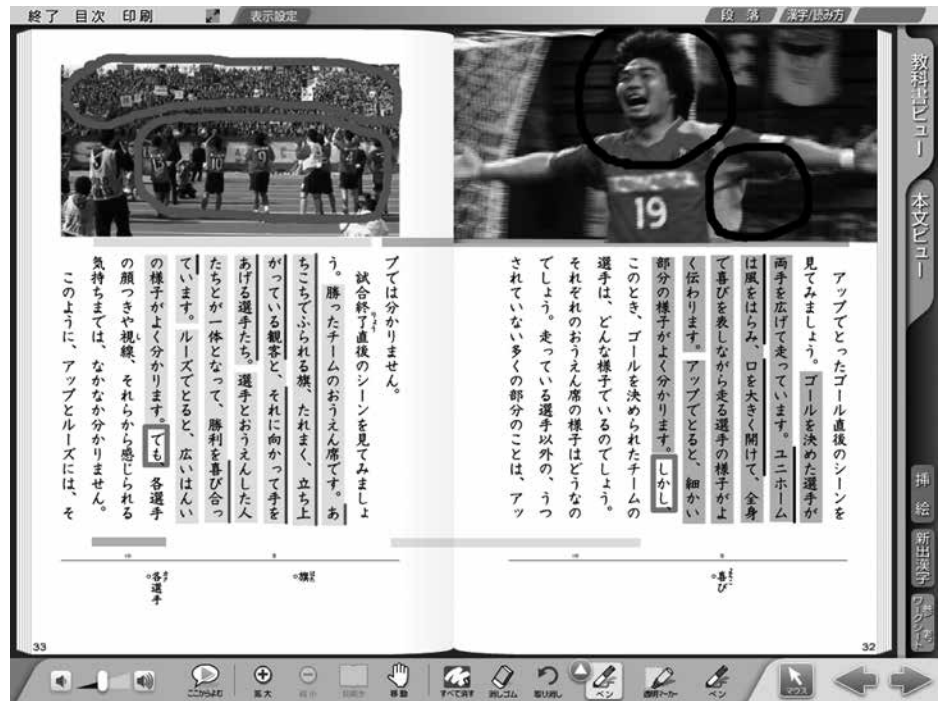 終了 目次 印刷 表示設定 段落 漢字/読み方
19
アップでとったゴール直後のシーンを
見てみましょう。ゴールを決めた選手が
両手を広げて走っています。ユニホーム
は風をはらみ、口を大きく開けて、全身
で喜びを表しながら走る選手の様子がよ
く伝わります。アップでとると、細かい
部分の様子がよく分かります。しかし、
このとき、ゴールを決められたチームの
選手は、どんな様子でいるのでしょう。
それぞれのおうえん席の様子はどうなの
でしょう。走っている選手以外の、うつ
されていない多くの部分のことは、アッ
喜び
32
プでは分かりません。
試合終了直後のシーンを見てみましょ
う。勝ったチームのおうえん席です。あ
ちこちでふられる旗、たれまく、立ち上
がっている観客と、それに向かって手を
あげる選手たち。選手とおうえんした人
たちとが一体となって、勝利を喜び合っ
ています。ルーズでとると、広いはんい
の様子がよく分かります。でも、各選手
の顔つきや視線、それらから感じられる
気持ちまでは、なかなか分かりません。
このように、アップとルーズには、そ
旗
各選手
33
教科書ビュー
本文ビュー
挿絵
新出漢字
ワークシート
ここからよむ 拡大 縮小 移動 すべて消す 消しゴム 取り消し ペン 透明マーカー ペン マウス